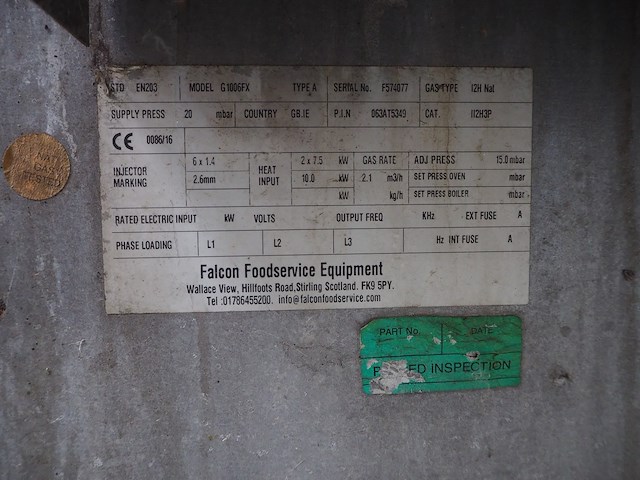 STD EN203 MODEL G1006FX TYPE A SERIAL No. F574077 GAS TYPE I2H Nat
SUPPLY PRESS 20 mbar COUNTRY GB.IE P.I.N 063AT5349 CAT. II2H3P
CE 0086/16
INJECTOR MARKING 6 x 1.4 HEAT INPUT 2 x 7.5 kW GAS RATE ADJ PRESS 15.0 mbar
2.6mm 10.0 kW 2.1 m3/h SET PRESS OVEN mbar
kW kg/h SET PRESS BOILER mbar
RATED ELECTRIC INPUT kW VOLTS OUTPUT FREQ KHz EXT FUSE A
PHASE LOADING L1 L2 L3 Hz INT FUSE A
Falcon Foodservice Equipment
Wallace View, Hillfoots Road,Stirling Scotland. FK9 5PY.
Tel :01786455200. info@falconfoodservice.com
NAT
GAS
TESTED
PART No. DATE
INSPECTION